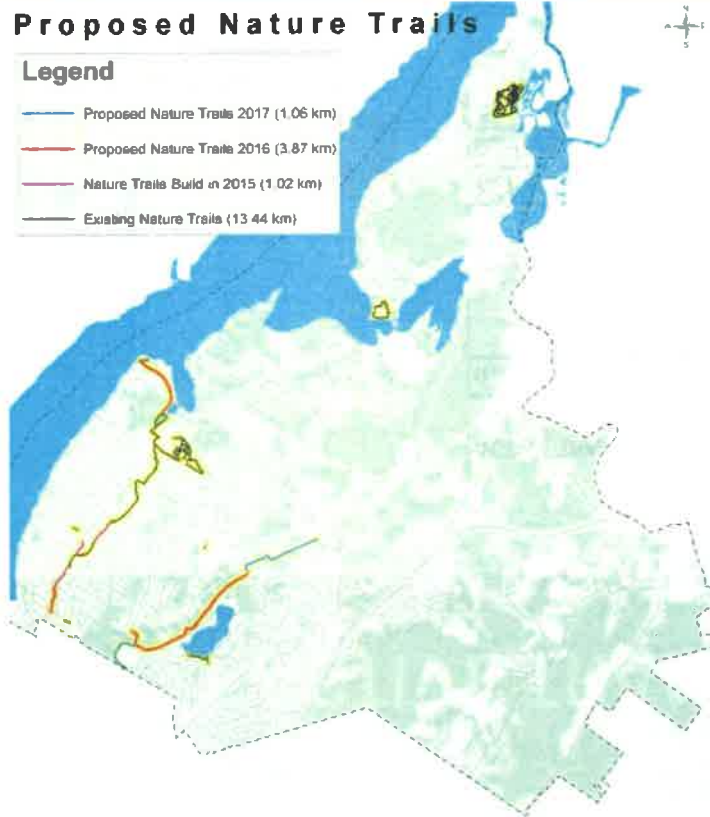 Proposed Nature Trails
N
S
Legend
Proposed Nature Trails 2017 (1.06 km)
Proposed Nature Trails 2016 (3.87 km)
Nature Trails Build in 2015 (1.02 km)
Existing Nature Trails (13.44 km)